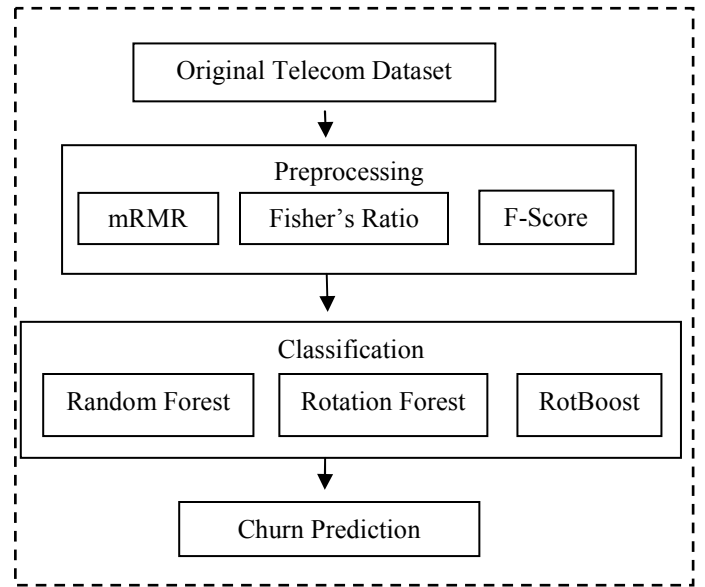 Original Telecom Dataset
Preprocessing
mRMR
Fisher’s Ratio
F-Score
Classification
Random Forest
Rotation Forest
RotBoost
Churn Prediction